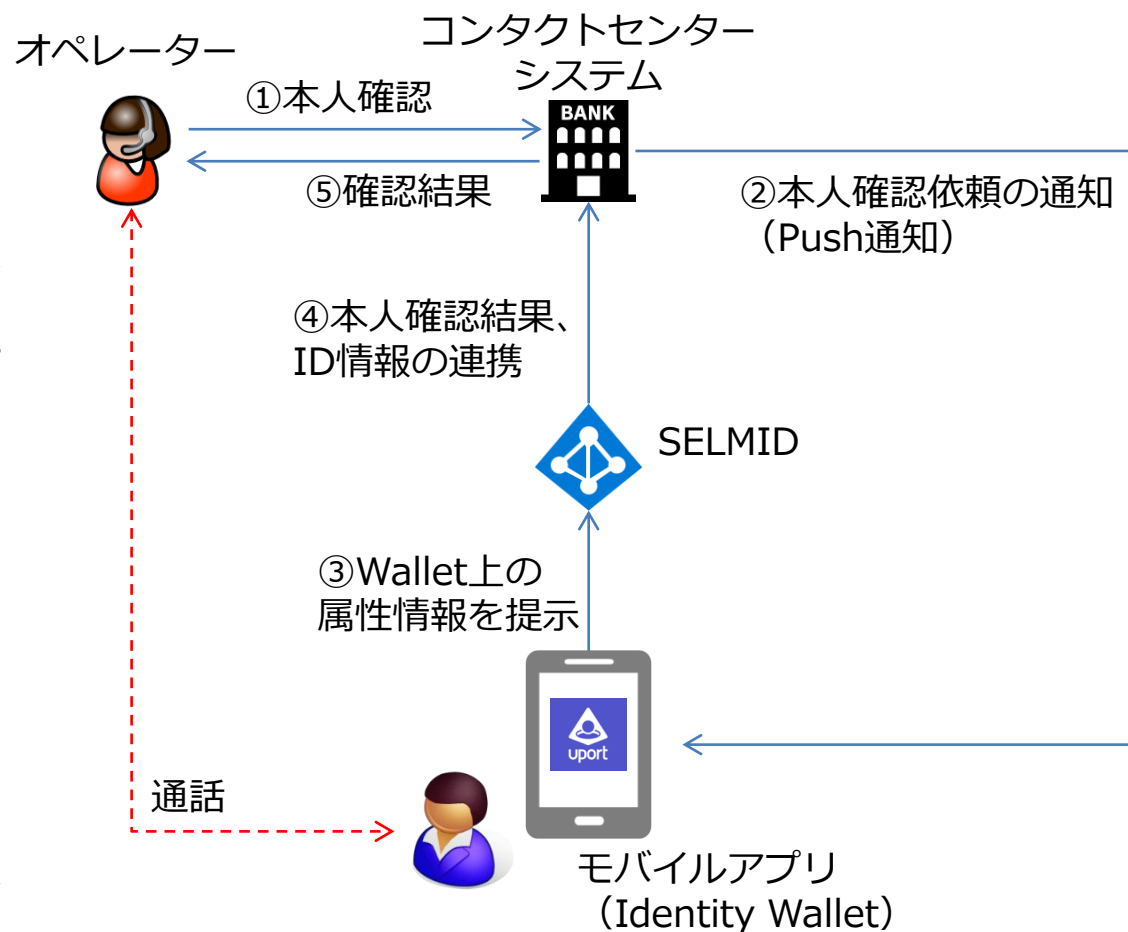 オペレーター
コンタクトセンター
システム
①本人確認
BANK
⑤確認結果
②本人確認依頼の通知
（Push通知）
④本人確認結果、
ID情報の連携
SELMID
③Wallet上の
属性情報を提示
uport
通話
モバイルアプリ
（Identity Wallet）